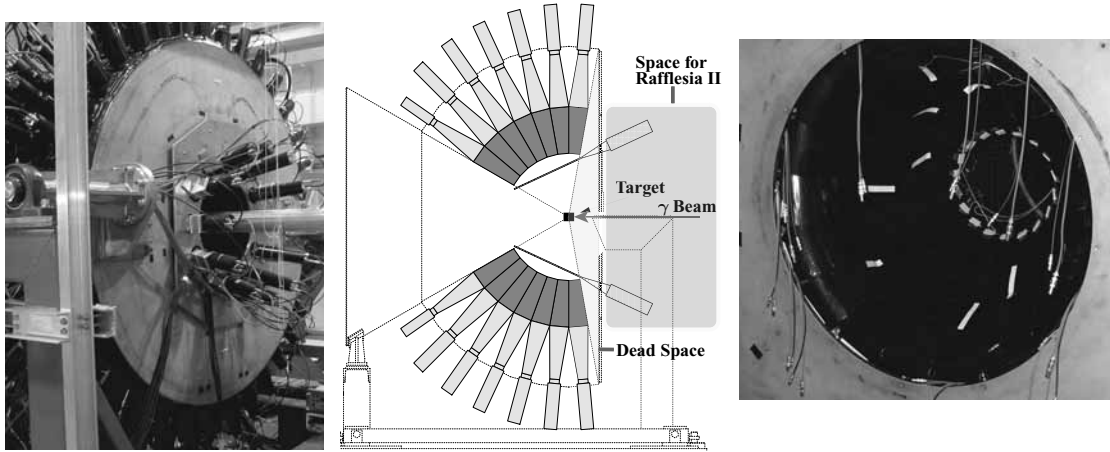 Space for
Rafflesia II
Target
γ Beam
Dead Space